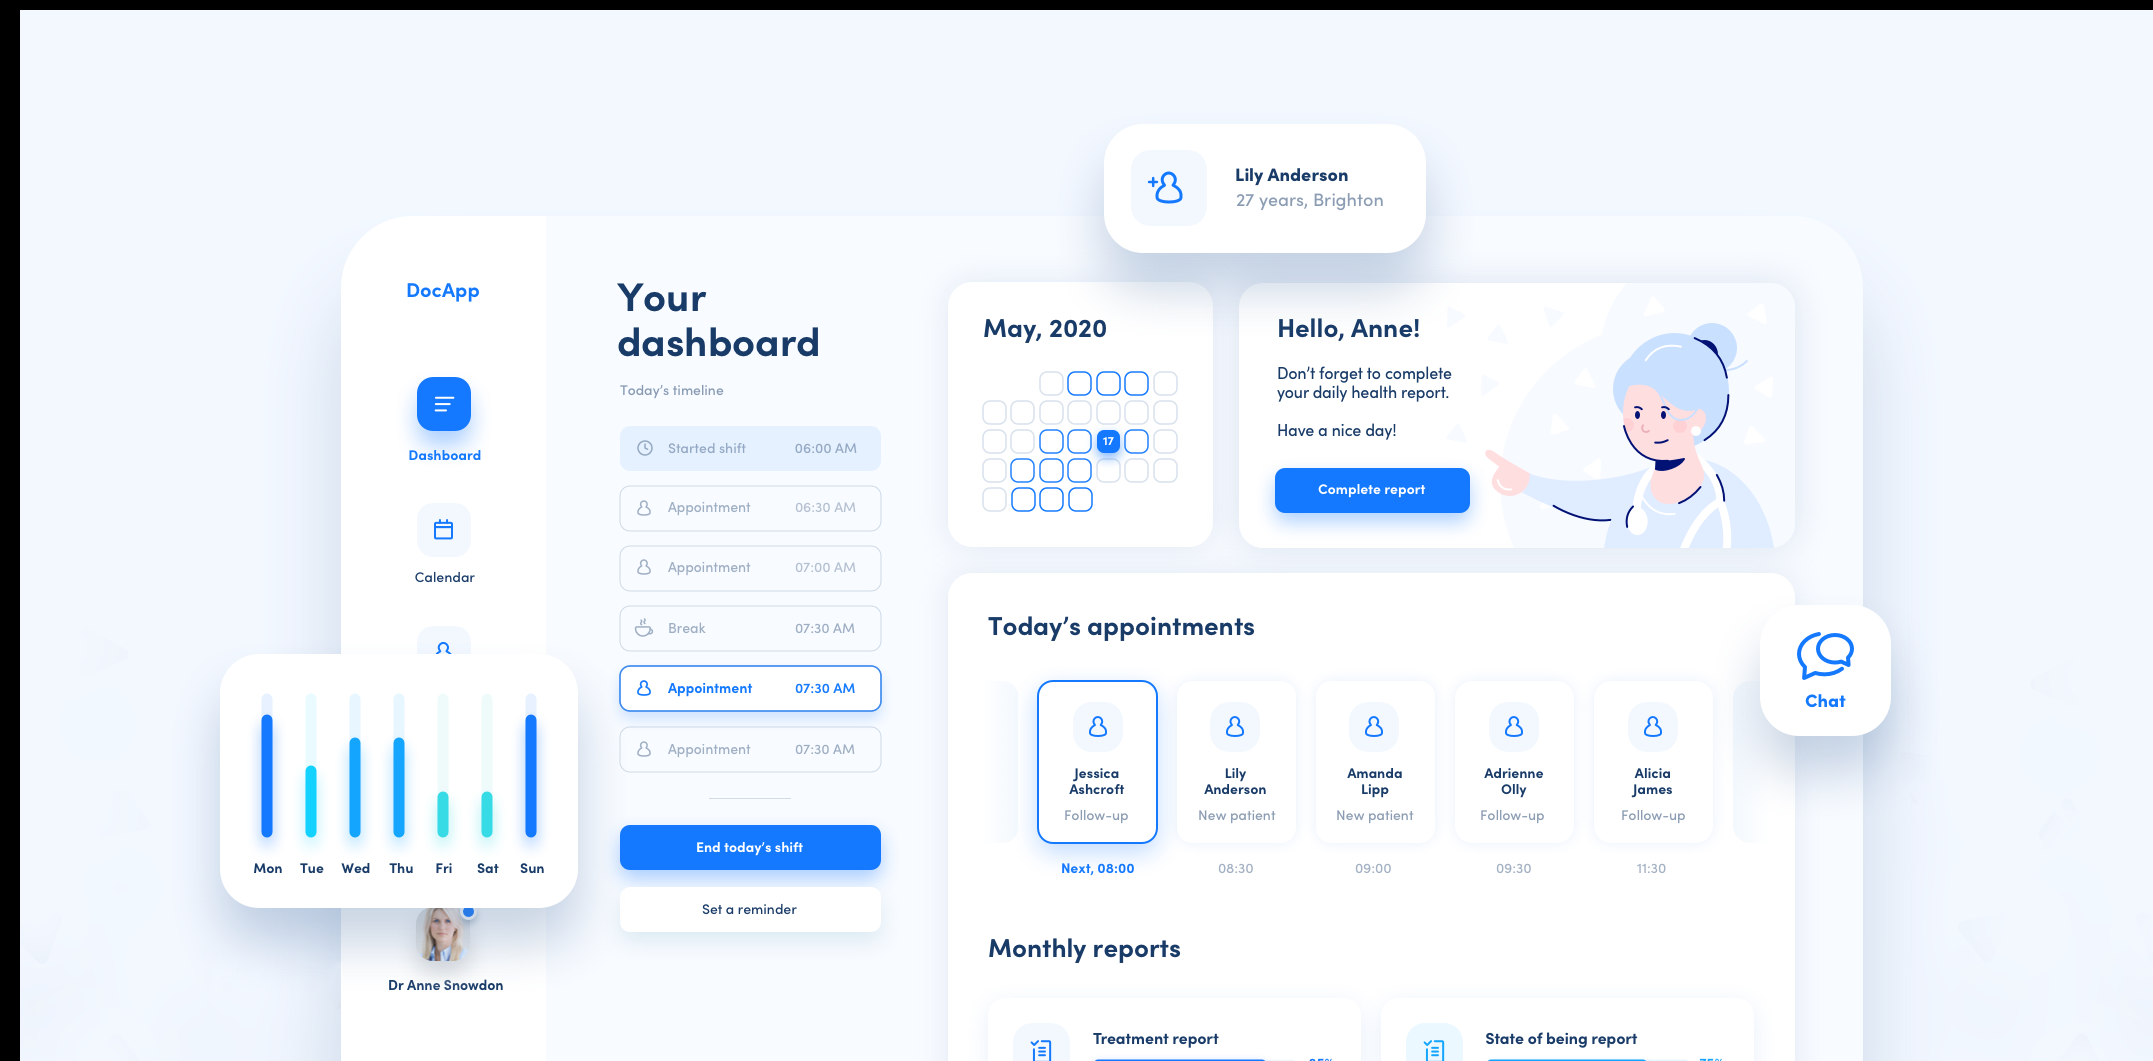 Lily Anderson
27 years, Brighton
DocApp
Dashboard
Calendar
Mon Tue Wed Thu Fri Sat Sun
Dr Anne Snowdon
Your
dashboard
Today's timeline
Started shift 06:00 AM
Appointment 06:30 AM
Appointment 07:00 AM
Break 07:30 AM
Appointment 07:30 AM
Appointment 07:30 AM
End today's shift
Set a reminder
May, 2020
17
Hello, Anne!
Don't forget to complete
your daily health report.
Have a nice day!
Complete report
Chat
Today's appointments
Jessica
Ashcroft
Follow-up
Next, 08:00
Lily
Anderson
New patient
08:30
Amanda
Lipp
New patient
09:00
Adrienne
Olly
Follow-up
09:30
Alicia
James
Follow-up
11:30
Monthly reports
Treatment report
State of being report